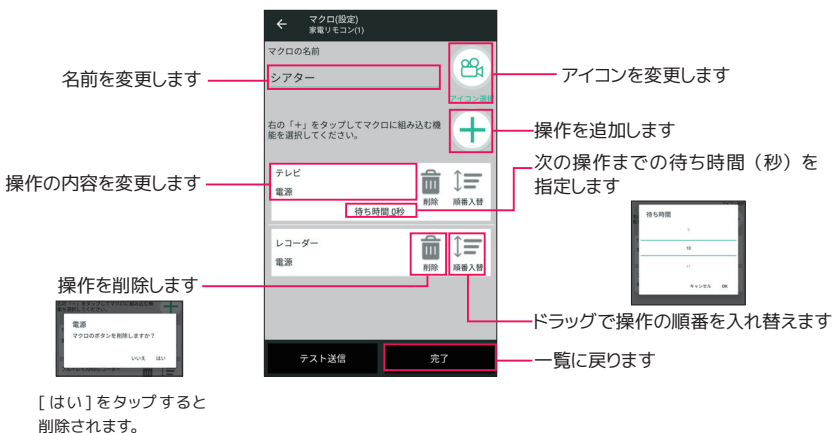 マクロ(設定)
家電リモコン(1)
マクロの名前
シアター
アイコン選択
右の「+」をタップしてマクロに組み込む機
能を選択してください。
テレビ
電源
削除
順番入替
待ち時間 0秒
レコーダー
電源
削除
順番入替
テスト送信
完了
名前を変更します
アイコンを変更します
操作を追加します
次の操作までの待ち時間（秒）を
指定します
操作の内容を変更します
待ち時間
10
キャンセル OK
操作を削除します
電源
マクロのボタンを削除しますか？
いいえ はい
ドラッグで操作の順番を入れ替えます
一覧に戻ります
[ はい ] をタップすると
削除されます。